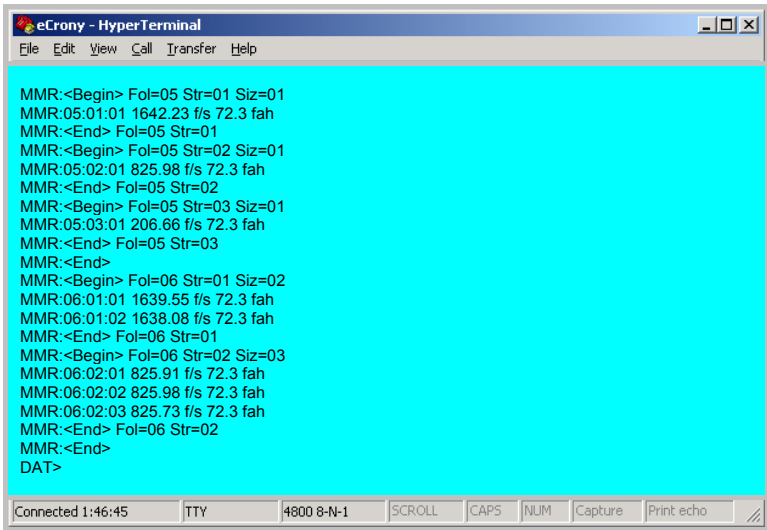 eCrony - HyperTerminal
File Edit View Call Transfer Help
MMR:<Begin> Fol=05 Str=01 Siz=01
MMR:05:01:01 1642.23 f/s 72.3 fah
MMR:<End> Fol=05 Str=01
MMR:<Begin> Fol=05 Str=02 Siz=01
MMR:05:02:01 825.98 f/s 72.3 fah
MMR:<End> Fol=05 Str=02
MMR:<Begin> Fol=05 Str=03 Siz=01
MMR:05:03:01 206.66 f/s 72.3 fah
MMR:<End> Fol=05 Str=03
MMR:<End>
MMR:<Begin> Fol=06 Str=01 Siz=02
MMR:06:01:01 1639.55 f/s 72.3 fah
MMR:06:01:02 1638.08 f/s 72.3 fah
MMR:<End> Fol=06 Str=01
MMR:<Begin> Fol=06 Str=02 Siz=03
MMR:06:02:01 825.91 f/s 72.3 fah
MMR:06:02:02 825.98 f/s 72.3 fah
MMR:06:02:03 825.73 f/s 72.3 fah
MMR:<End> Fol=06 Str=02
MMR:<End>
DAT>
Connected 1:46:45 TTY 4800 8-N-1 SCROLL CAPS NUM Capture Print echo